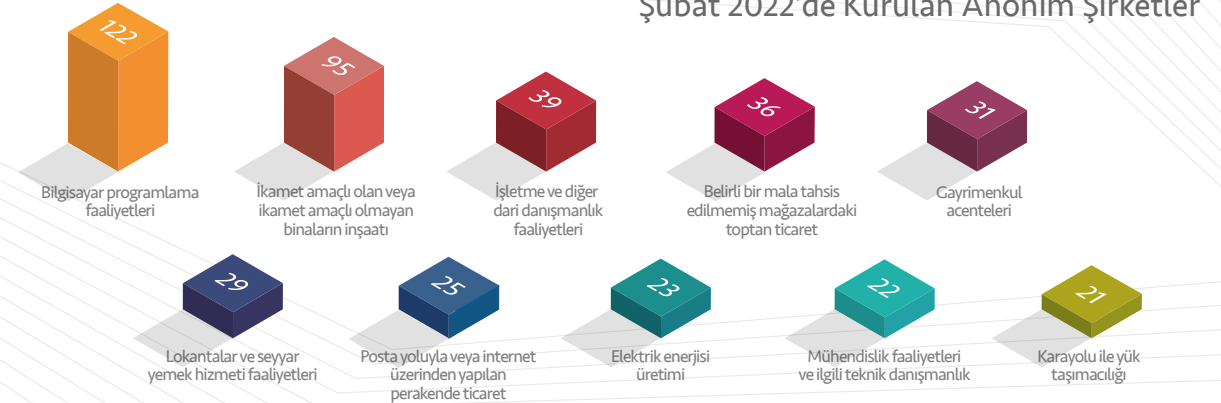 Şubat 2022'de Kurulan Anonim Şirketler
122
95
39
36
31
Bilgisayar programlama
faaliyetleri
İkamet amaçlı olan veya
ikamet amaçlı olmayan
binaların inşaatı
İşletme ve diğer
dari danışmanlık
faaliyetleri
Belirli bir mala tahsis
edilmemiş mağazalardaki
toptan ticaret
Gayrimenkul
acenteleri
29
25
23
22
21
Lokantalar ve seyyar
yemek hizmeti faaliyetleri
Posta yoluyla veya internet
üzerinden yapılan
perakende ticaret
Elektrik enerjisi
üretimi
Mühendislik faaliyetleri
ve ilgili teknik danışmanlık
Karayolu ile yük
taşımacılığı